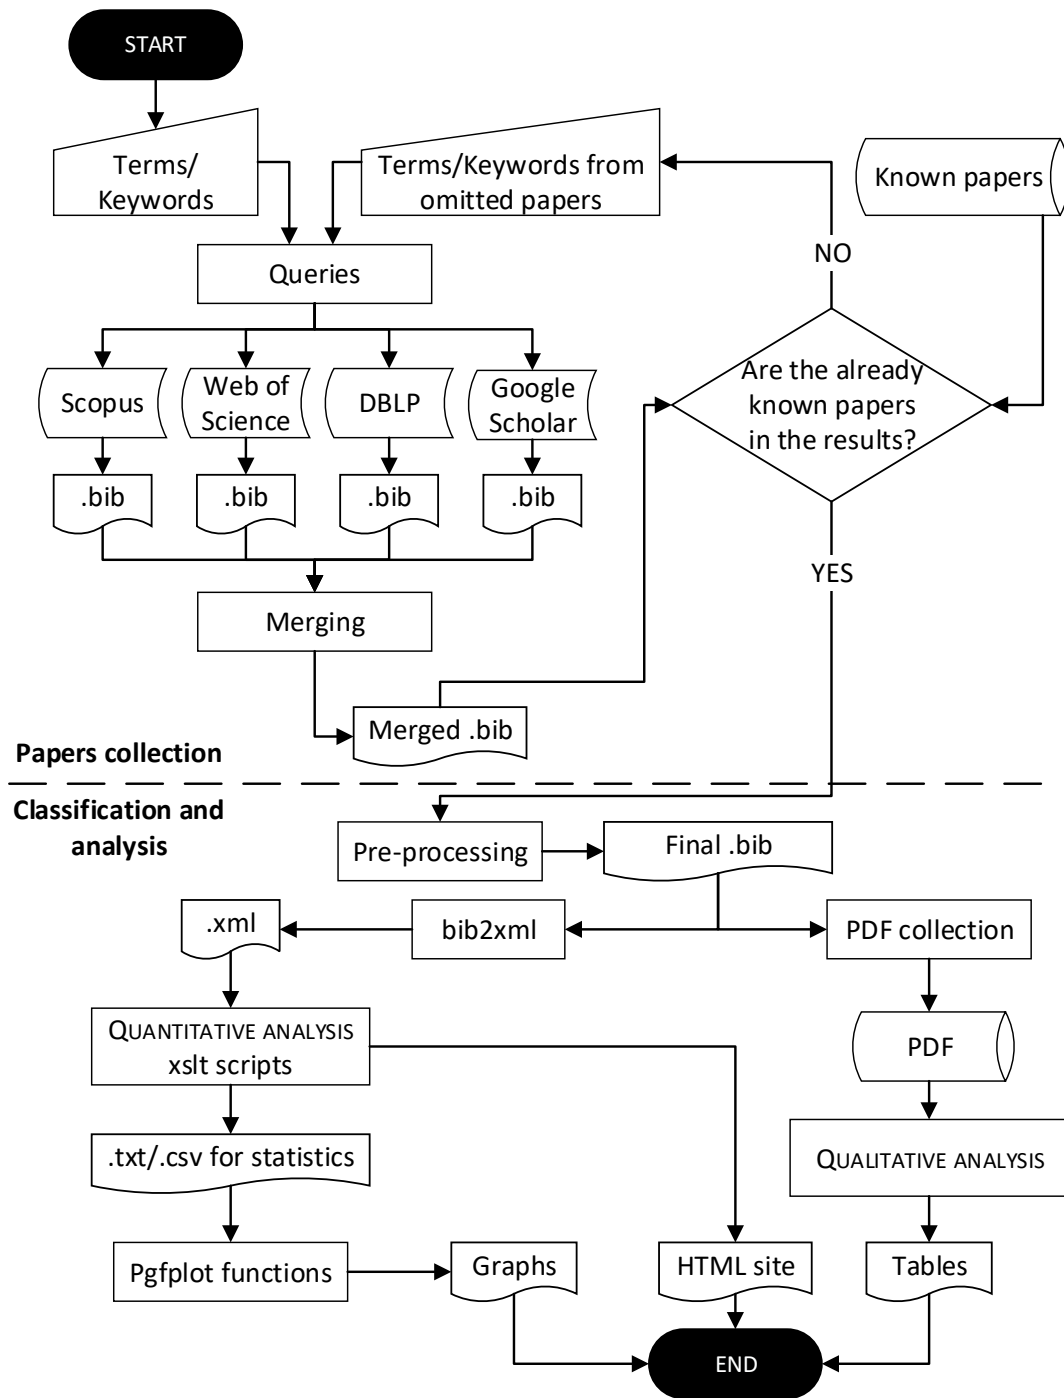 START
Terms/
Keywords
Terms/Keywords from
omitted papers
Known papers
NO
Queries
Are the already
known papers
in the results?
Scopus
Web of
Science
DBLP
Google
Scholar
.bib
.bib
.bib
.bib
YES
Merging
Merged .bib
Papers collection
Classification and
analysis
Pre-processing
Final .bib
.xml
bib2xml
PDF collection
QUANTITATIVE ANALYSIS
xslt scripts
PDF
.txt/.csv for statistics
QUALITATIVE ANALYSIS
Pgfplot functions
Graphs
HTML site
Tables
END